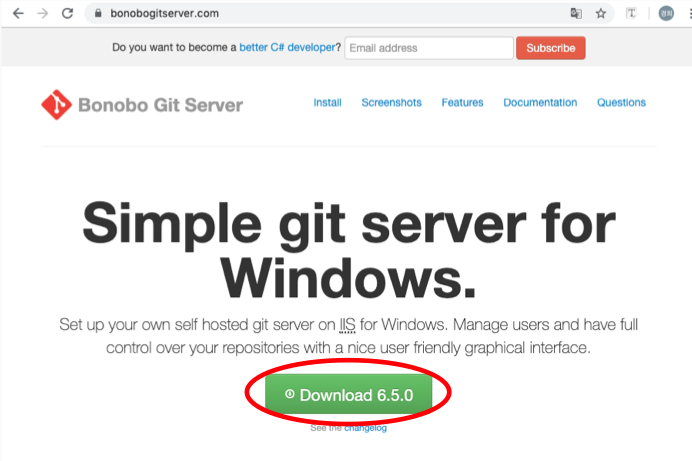 bonobogitserver.com
경희
Do you want to become a better C# developer? Email address Subscribe
Bonobo Git Server Install Screenshots Features Documentation Questions
Simple git server for
Windows.
Set up your own self hosted git server on IIS for Windows. Manage users and have full
control over your repositories with a nice user friendly graphical interface.
Download 6.5.0
See the changelog